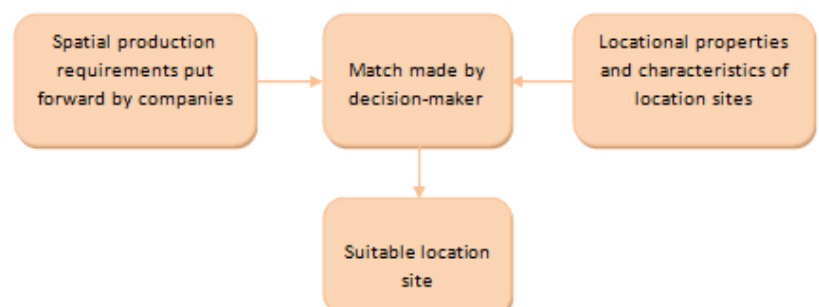 Spatial production
requirements put
forward by companies
Match made by
decision-maker
Locational properties
and characteristics of
location sites
Suitable location
site